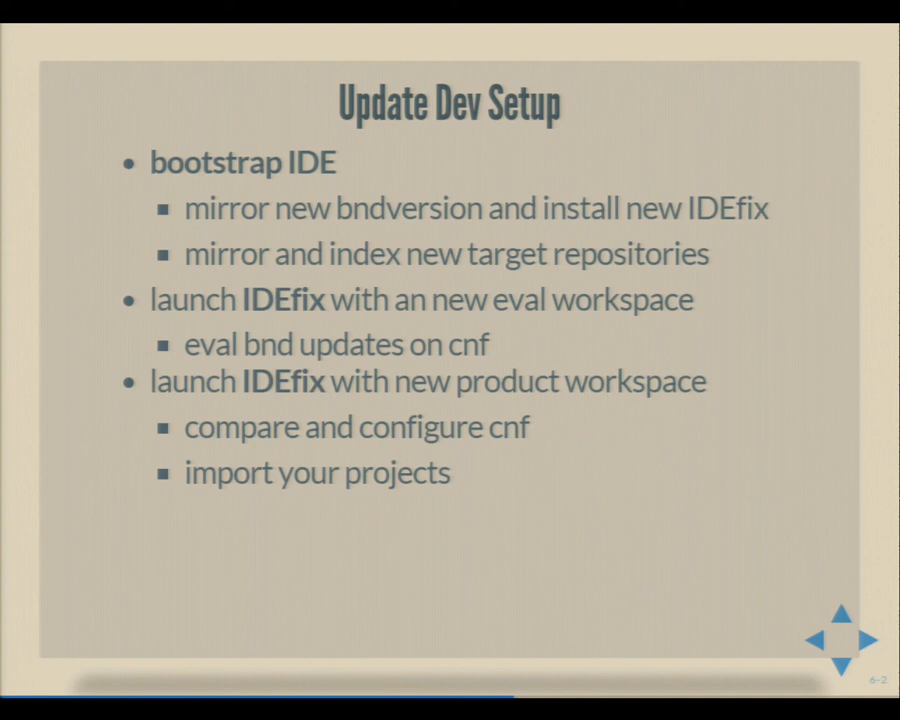 Update Dev Setup
bootstrap IDE
mirror new bndversion and install new IDEfix
mirror and index new target repositories
launch IDEfix with an new eval workspace
eval bnd updates on cnf
launch IDEfix with new product workspace
compare and configure cnf
import your projects
6-2